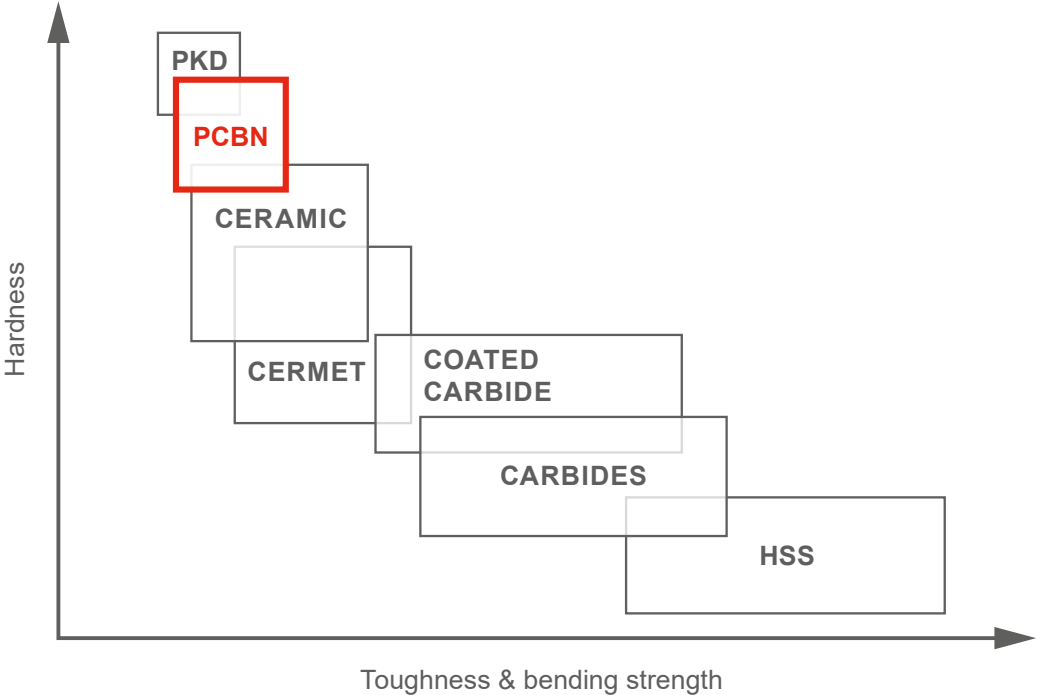 PKD
PCBN
CERAMIC
CERMET
COATED
CARBIDE
CARBIDES
HSS
Hardness
Toughness & bending strength